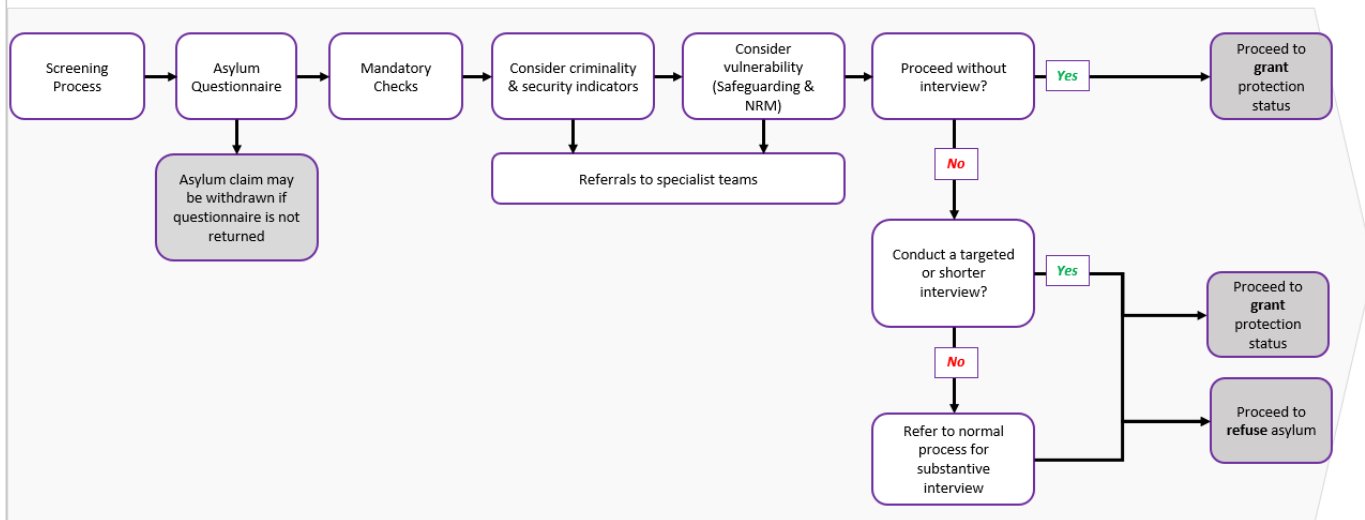 Screening
Process
Asylum
Questionnaire
Mandatory
Checks
Consider criminality
& security indicators
Consider
vulnerability
(Safeguarding &
NRM)
Proceed without
interview?
Yes
Proceed to
grant
protection
status
Asylum claim may
be withdrawn if
questionnaire is not
returned
Referrals to specialist teams
No
Conduct a targeted
or shorter
interview?
Yes
Proceed to
grant
protection
status
No
Refer to normal
process for
substantive
interview
Proceed to
refuse asylum